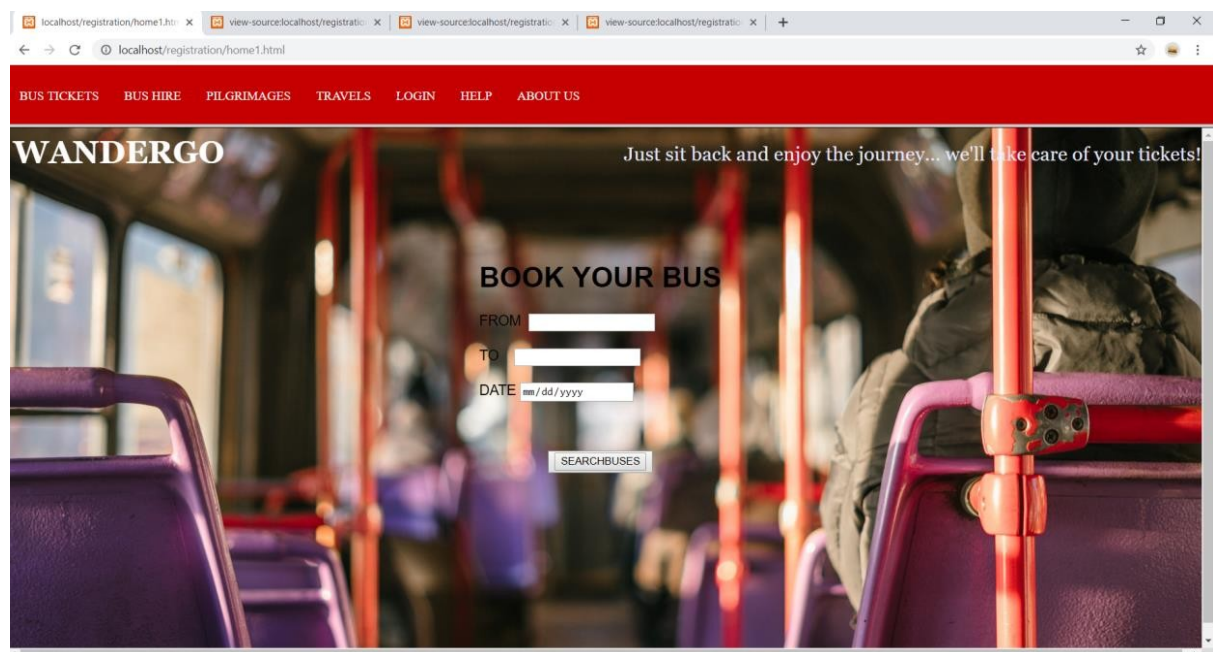 localhost/registration/home1.htm
view-source:localhost/registratio
view-source:localhost/registratio
view-source:localhost/registratio
localhost/registration/home1.html
BUS TICKETS BUS HIRE PILGRIMAGES TRAVELS LOGIN HELP ABOUT US
WANDERGO
Just sit back and enjoy the journey... we'll take care of your tickets!
BOOK YOUR BUS
FROM
TO
DATE mm/dd/yyyy
SEARCHBUSES